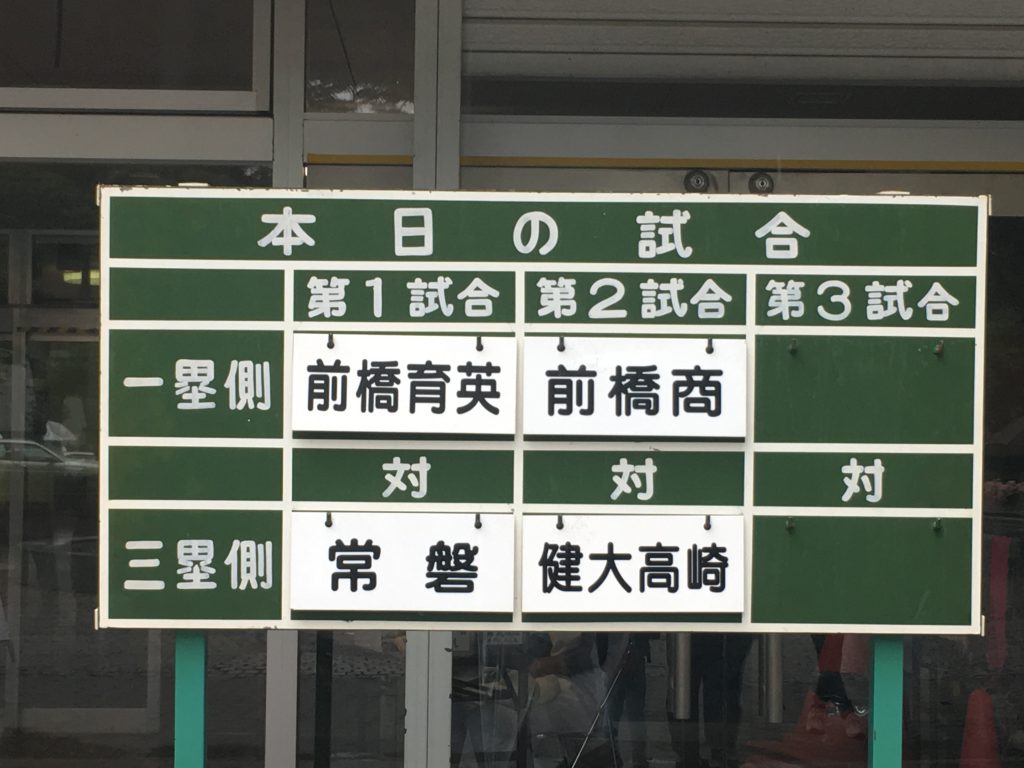 本日の試合
第1試合 第2試合 第3試合
一塁側 前橋育英 前橋商
対 対 対
三塁側 常磐 健大高崎